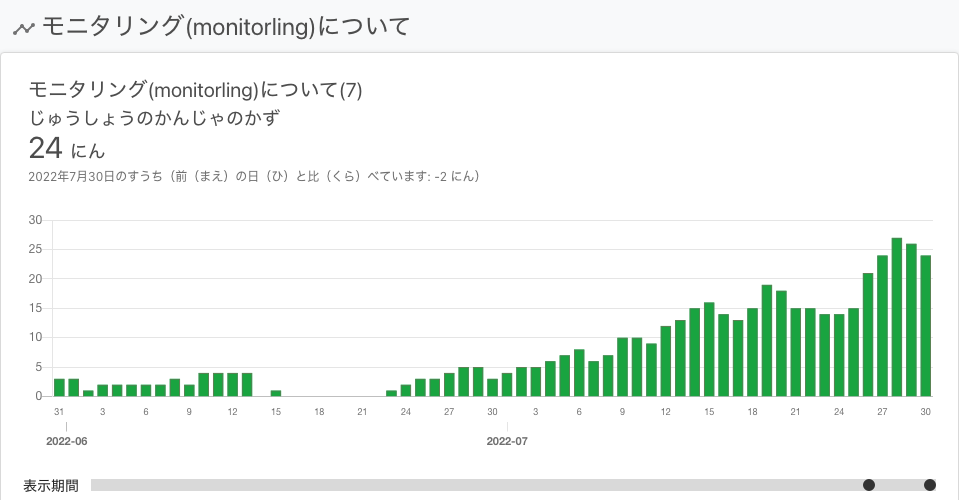 モニタリング(monitorling)について
モニタリング(monitorling)について(7)
じゅうしょうのかんじゃのかず
24 にん
2022年7月30日のすうち（前（まえ）の日（ひ）と比（くら）べています: -2 にん）
30
25
20
15
10
5
0
31 3 6 9 12 15 18 21 24 27 30 3 6 9 12 15 18 21 24 27 30
2022-06 2022-07
表示期間